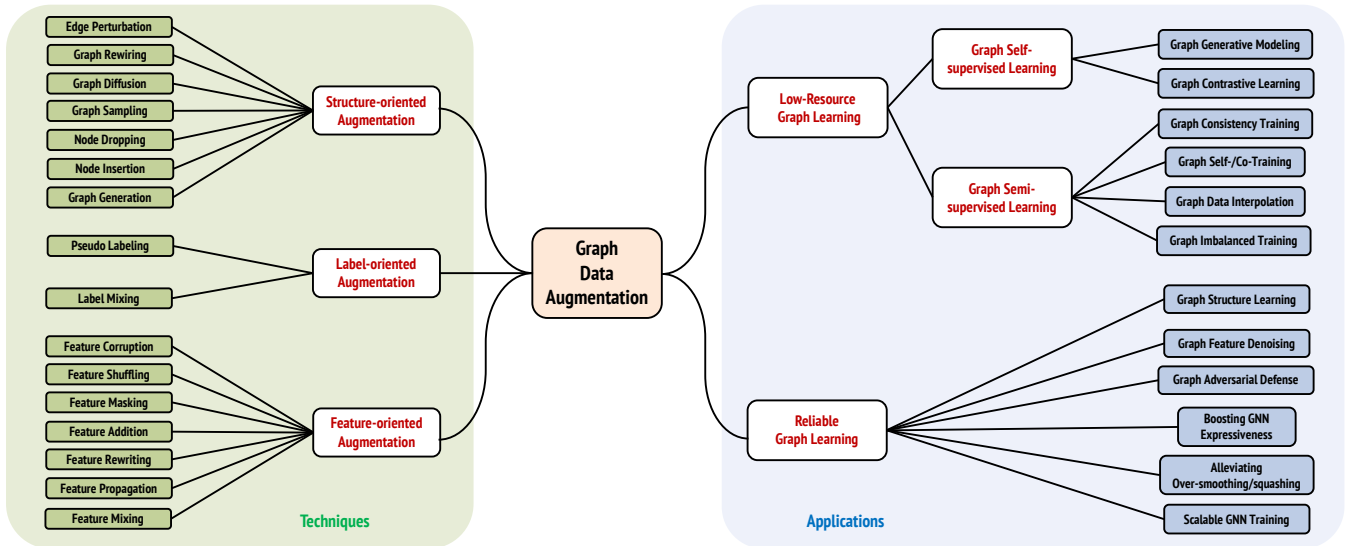 Edge Perturbation
Graph Rewiring
Graph Diffusion
Graph Sampling
Node Dropping
Node Insertion
Graph Generation
Structure-oriented
Augmentation
Pseudo Labeling
Label Mixing
Label-oriented
Augmentation
Feature Corruption
Feature Shuffling
Feature Masking
Feature Addition
Feature Rewriting
Feature Propagation
Feature Mixing
Feature-oriented
Augmentation
Techniques
Graph
Data
Augmentation
Low-Resource
Graph Learning
Graph Self-
supervised Learning
Graph Generative Modeling
Graph Contrastive Learning
Graph Semi-
supervised Learning
Graph Consistency Training
Graph Self-/Co-Training
Graph Data Interpolation
Graph Imbalanced Training
Reliable
Graph Learning
Graph Structure Learning
Graph Feature Denoising
Graph Adversarial Defense
Boosting GNN
Expressiveness
Alleviating
Over-smoothing/squashing
Scalable GNN Training
Applications